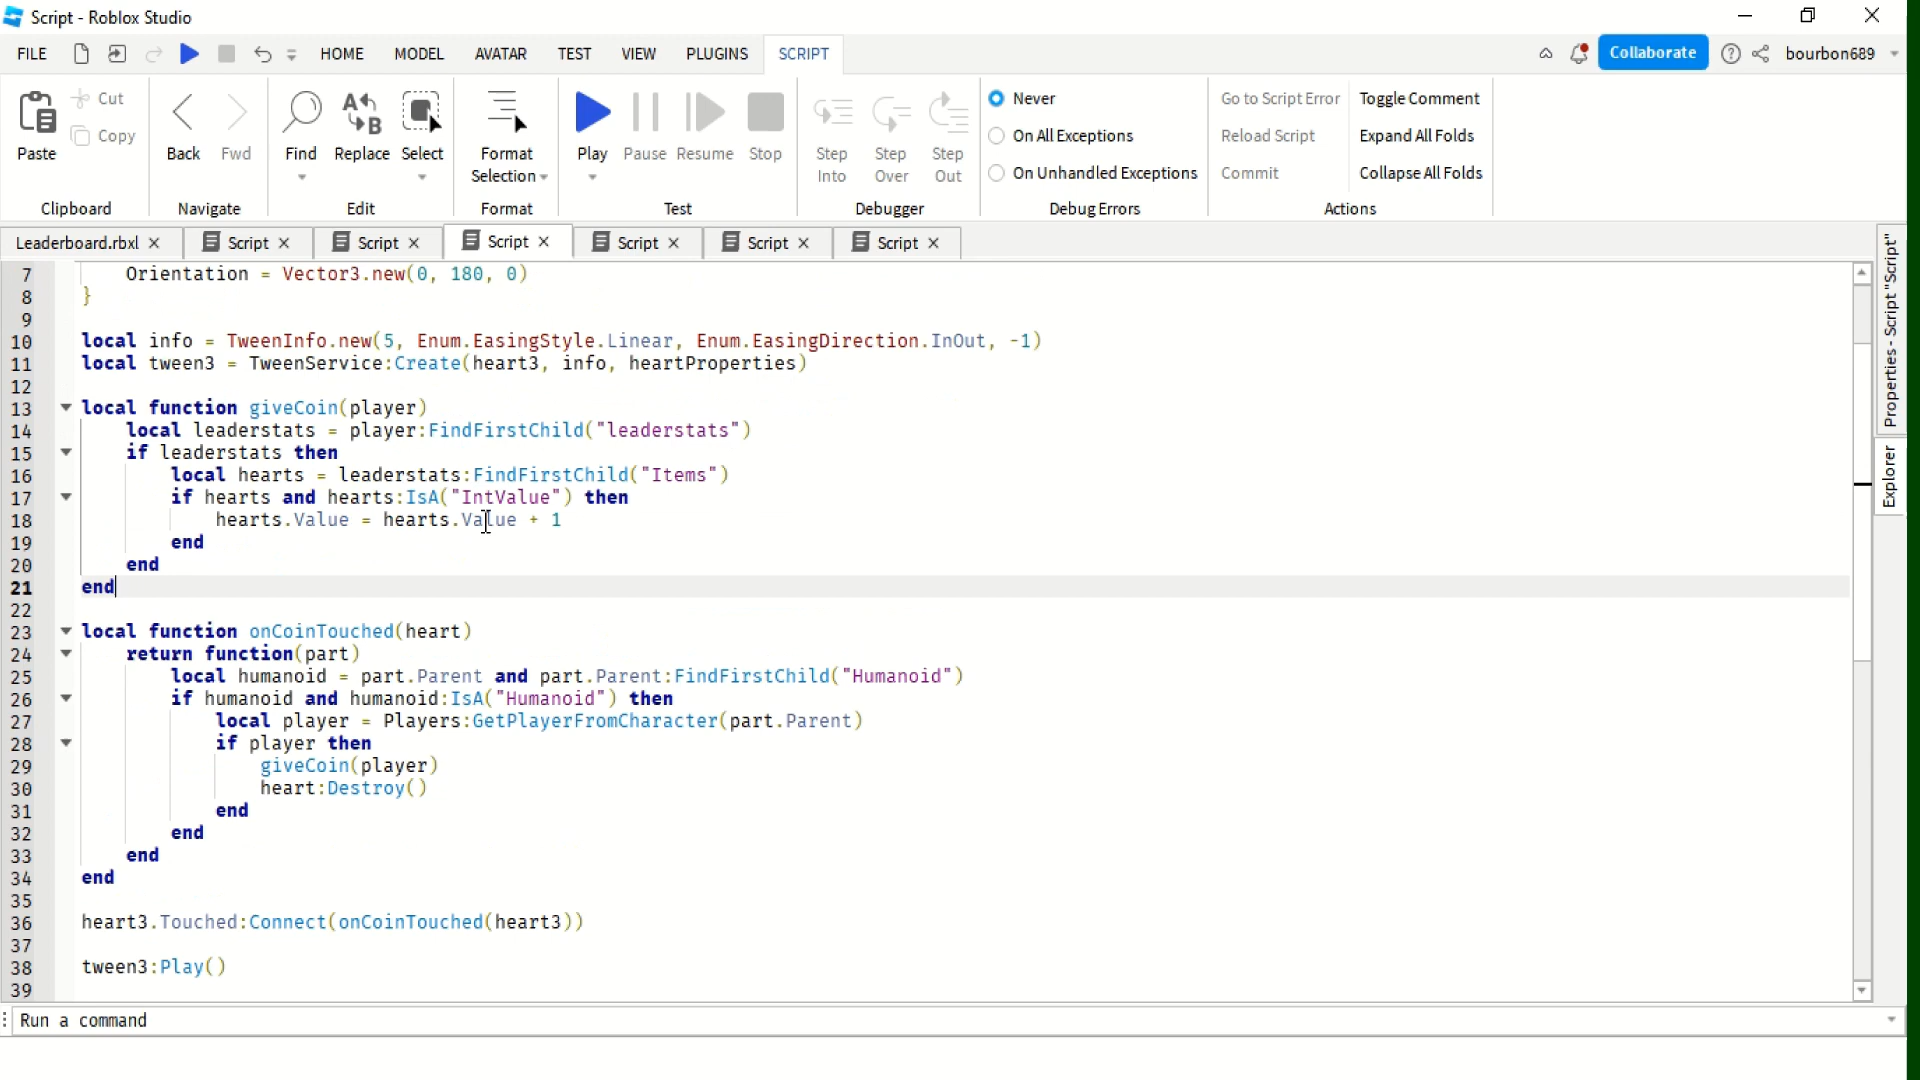 Script - Roblox Studio
FILE HOME MODEL AVATAR TEST VIEW PLUGINS SCRIPT Collaborate bourbon689
Paste Cut Copy
Back Fwd
Find Replace Select
Format Selection
Play Pause Resume Stop
Step Into Step Over Step Out
Never
On All Exceptions
On Unhandled Exceptions
Go to Script Error
Reload Script
Commit
Toggle Comment
Expand All Folds
Collapse All Folds
Clipboard Navigate Edit Format Test Debugger Debug Errors Actions
Leaderboard.rbxl Script Script Script Script Script Script
7 Orientation = Vector3.new(0, 180, 0)
8 }
9
10 local info = TweenInfo.new(5, Enum.EasingStyle.Linear, Enum.EasingDirection.InOut, -1)
11 local tween3 = TweenService:Create(heart3, info, heartProperties)
12
13 local function giveCoin(player)
14 local leaderstats = player:FindFirstChild("leaderstats")
15 if leaderstats then
16 local hearts = leaderstats:FindFirstChild("Items")
17 if hearts and hearts:IsA("IntValue") then
18 hearts.Value = hearts.Value + 1
19 end
20 end
21 end
22
23 local function onCoinTouched(heart)
24 return function(part)
25 local humanoid = part.Parent and part.Parent:FindFirstChild("Humanoid")
26 if humanoid and humanoid:IsA("Humanoid") then
27 local player = Players:GetPlayerFromCharacter(part.Parent)
28 if player then
29 giveCoin(player)
30 heart:Destroy()
31 end
32 end
33 end
34 end
35
36 heart3.Touched:Connect(onCoinTouched(heart3))
37
38 tween3:Play()
39
Properties - Script "Script"
Explorer
Run a command